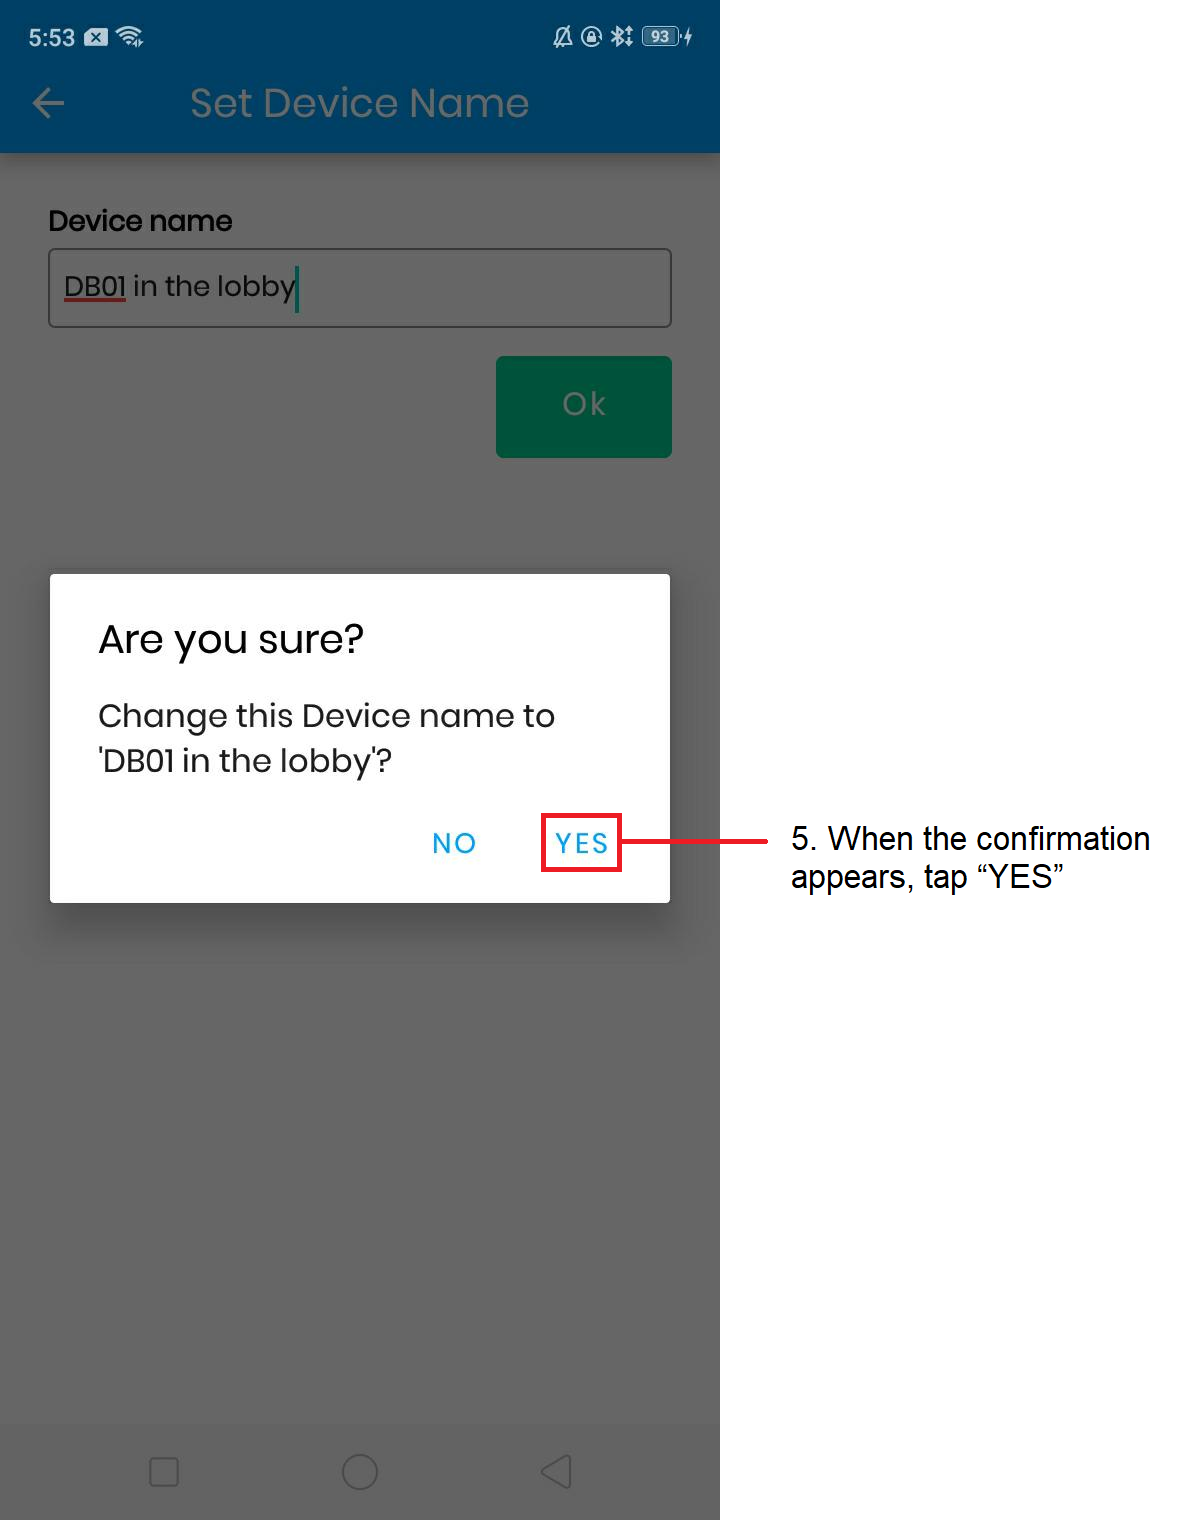 5:53
93
Set Device Name
Device name
DB01 in the lobby
Ok
Are you sure?
Change this Device name to
'DB01 in the lobby'?
NO
YES
5. When the confirmation
appears, tap “YES”